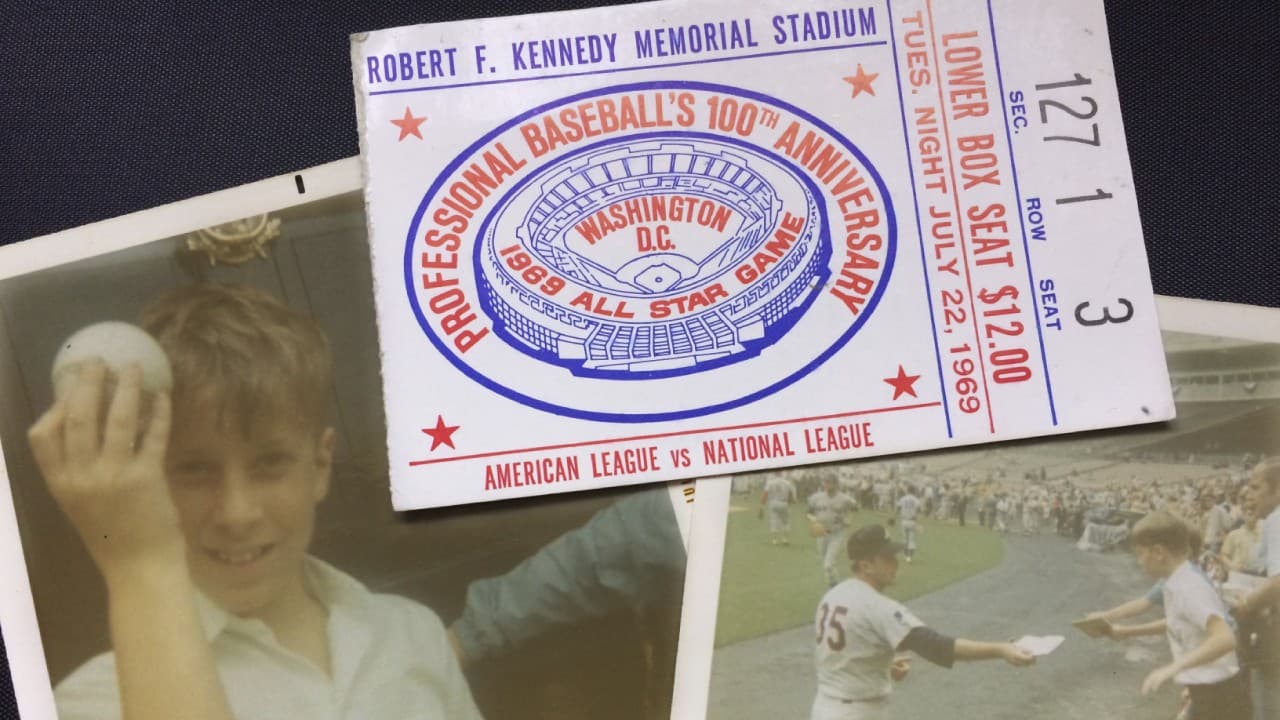 ROBERT F. KENNEDY MEMORIAL STADIUM
PROFESSIONAL BASEBALL'S 100TH ANNIVERSARY
WASHINGTON
D.C.
1969 ALL STAR GAME
AMERICAN LEAGUE VS NATIONAL LEAGUE
TUES. NIGHT JULY 22, 1969
LOWER BOX SEAT $12.00
SEC. ROW SEAT
127 1 3
35